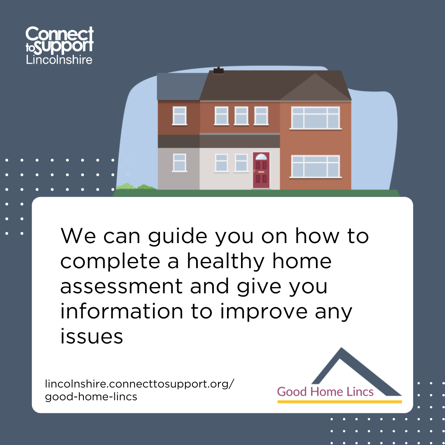 Connect
to support
Lincolnshire
We can guide you on how to
complete a healthy home
assessment and give you
information to improve any
issues
lincolnshire.connecttosupport.org/
good-home-lincs
Good Home Lincs